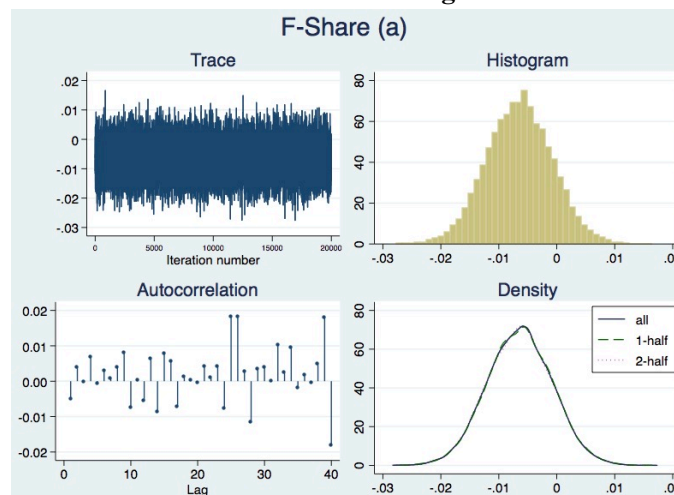 F-Share (a)
Trace
.02
.01
0
-.01
-.02
-.03
0 5000 10000 15000 20000
Iteration number
Histogram
80
60
40
20
0
-.03 -.02 -.01 0 .01 .0
Autocorrelation
0.02
0.01
0.00
-0.01
-0.02
0 10 20 30 40
Lag
Density
80
60
40
20
0
-.03 -.02 -.01 0 .01 .0
all
1-half
2-half